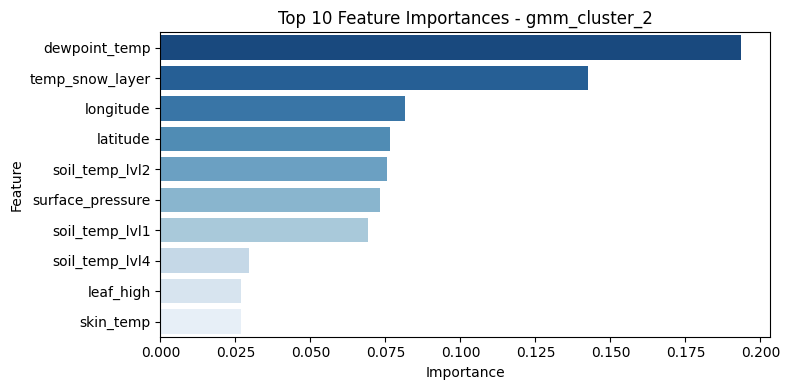 Top 10 Feature Importances - gmm_cluster_2
Feature
dewpoint_temp
temp_snow_layer
longitude
latitude
soil_temp_lvl2
surface_pressure
soil_temp_lvl1
soil_temp_lvl4
leaf_high
skin_temp
0.000 0.025 0.050 0.075 0.100 0.125 0.150 0.175 0.200
Importance